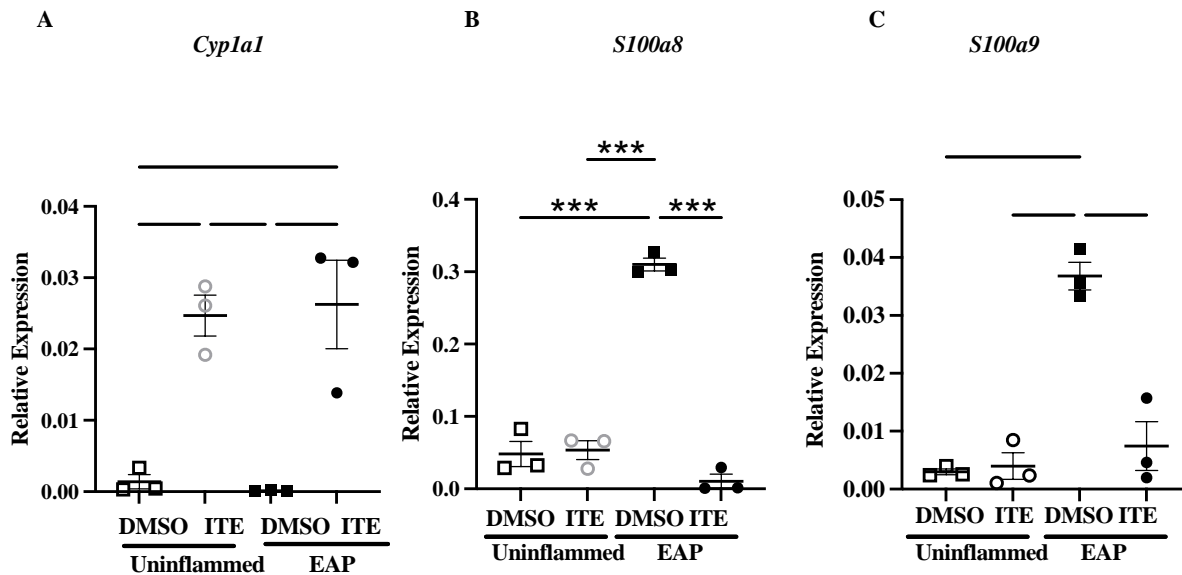 A
Cyp1a1
Relative Expression
0.04
0.03
0.02
0.01
0.00
DMSO ITE DMSO ITE
Uninflammed EAP
B
S100a8
***
*** ***
Relative Expression
0.4
0.3
0.2
0.1
0.0
DMSO ITE DMSO ITE
Uninflammed EAP
C
S100a9
Relative Expression
0.05
0.04
0.03
0.02
0.01
0.00
DMSO ITE DMSO ITE
Uninflammed EAP